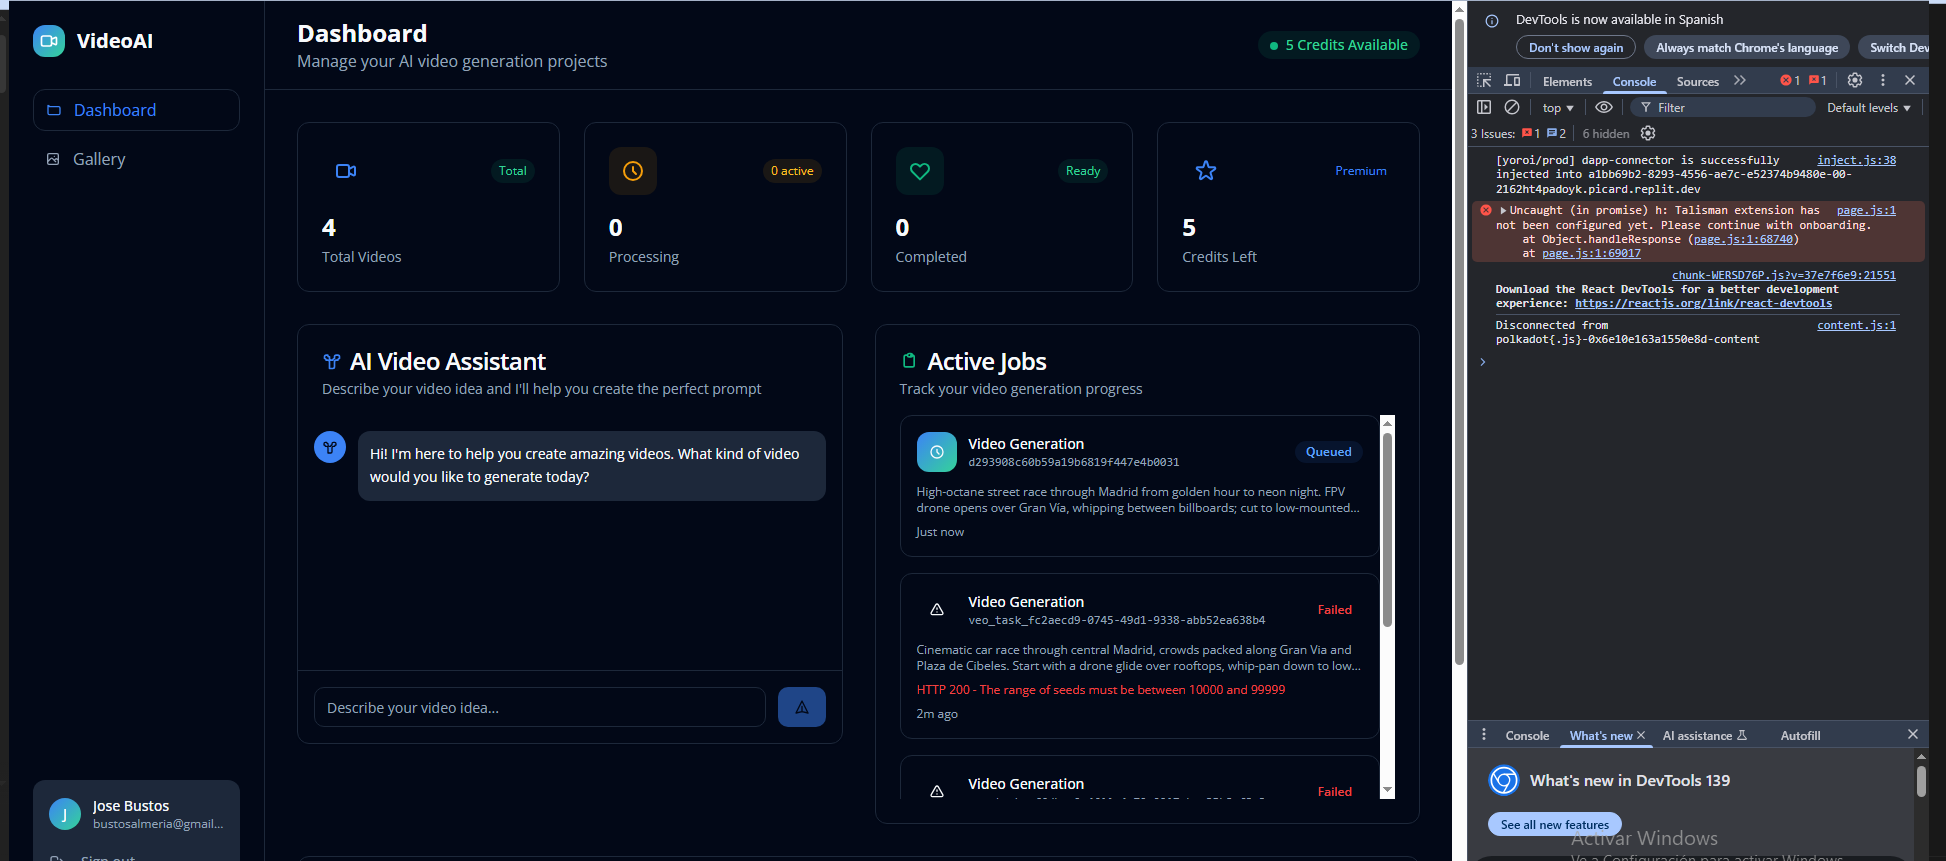 VideoAI
Dashboard
Gallery
Jose Bustos
bustosalmeria@gmail...
Sign out
Dashboard
Manage your AI video generation projects
5 Credits Available
Total
4
Total Videos
0 active
0
Processing
Ready
0
Completed
Premium
5
Credits Left
AI Video Assistant
Describe your video idea and I'll help you create the perfect prompt
Hi! I'm here to help you create amazing videos. What kind of video
would you like to generate today?
Describe your video idea...
Active Jobs
Track your video generation progress
Video Generation
d293908c60b59a19b6819f447e4b0031
Queued
High-octane street race through Madrid from golden hour to neon night. FPV
drone opens over Gran Vía, whipping between billboards; cut to low-mounted...
Just now
Video Generation
veo_task_fc2aecd9-0745-49d1-9338-abb52ea638b4
Failed
Cinematic car race through central Madrid, crowds packed along Gran Via and
Plaza de Cibeles. Start with a drone glide over rooftops, whip-pan down to low...
HTTP 200 - The range of seeds must be between 10000 and 99999
2m ago
Video Generation
Failed
DevTools is now available in Spanish
Don't show again
Always match Chrome's language
Switch Dev
Elements
Console
Sources
1
1
top
Filter
Default levels
3 Issues:
1
2
6 hidden
[yoroi/prod] dapp-connector is successfully inject.js:38
injected into a1bb69b2-8293-4556-ae7c-e52374b9480e-00-
2162ht4padoyk.picard.replit.dev
Uncaught (in promise) h: Talisman extension has page.js:1
not been configured yet. Please continue with onboarding.
at Object.handleResponse (page.js:1:68740)
at page.js:1:69017
chunk-WERSD76P.js?v=37e7f6e9:21551
Download the React DevTools for a better development
experience: https://reactjs.org/link/react-devtools
Disconnected from content.js:1
polkadot{.js}-0x6e10e163a1550e8d-content
Console
What's new
AI assistance
Autofill
What's new in DevTools 139
See all new features
Activar Windows
Ve a Configuración para activar Windows.